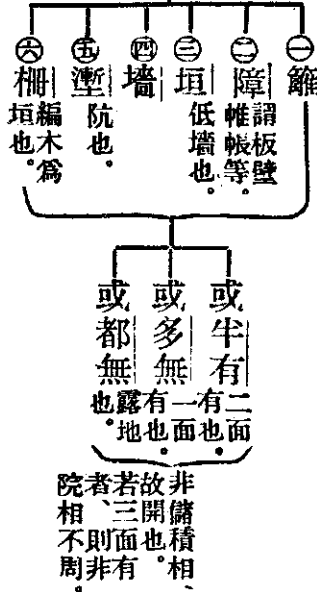 ㊀籬
㊁障 謂板壁
帷帳等。
㊂垣 低墻也。
㊃墻
㊄塹 阬也。
㊅柵 編木爲
垣也。
或半有 二面
有也。
或多無 一面
有也。
或都無 露地
也。
非儲積相、
故開也。
若三面有
者、則非
院相不周。